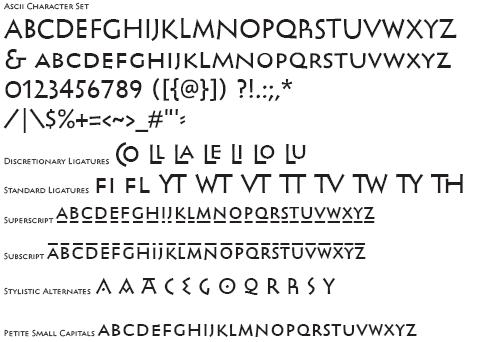 Ascii Character Set
ABCDEFGHIJKLMNOPQRSTUVWXYZ
& ABCDEFGHIJKLMNOPQRSTUVWXYZ
0123456789 ([{@}]) ?!.:;,*
/|\$%+=<~>_#"':
Discretionary Ligatures CO LL LA LE LI LO LU
Standard Ligatures FI FL YT WT VT TT TV TW TY TH
Superscript ABCDEFGHIJKLMNOPQRSTUVWXYZ
Subscript ABCDEFGHIJKLMNOPQRSTUVWXYZ
Stylistic Alternates A A A C E G O Q R R S Y
Petite Small Capitals ABCDEFGHIJKLMNOPQRSTUVWXYZ